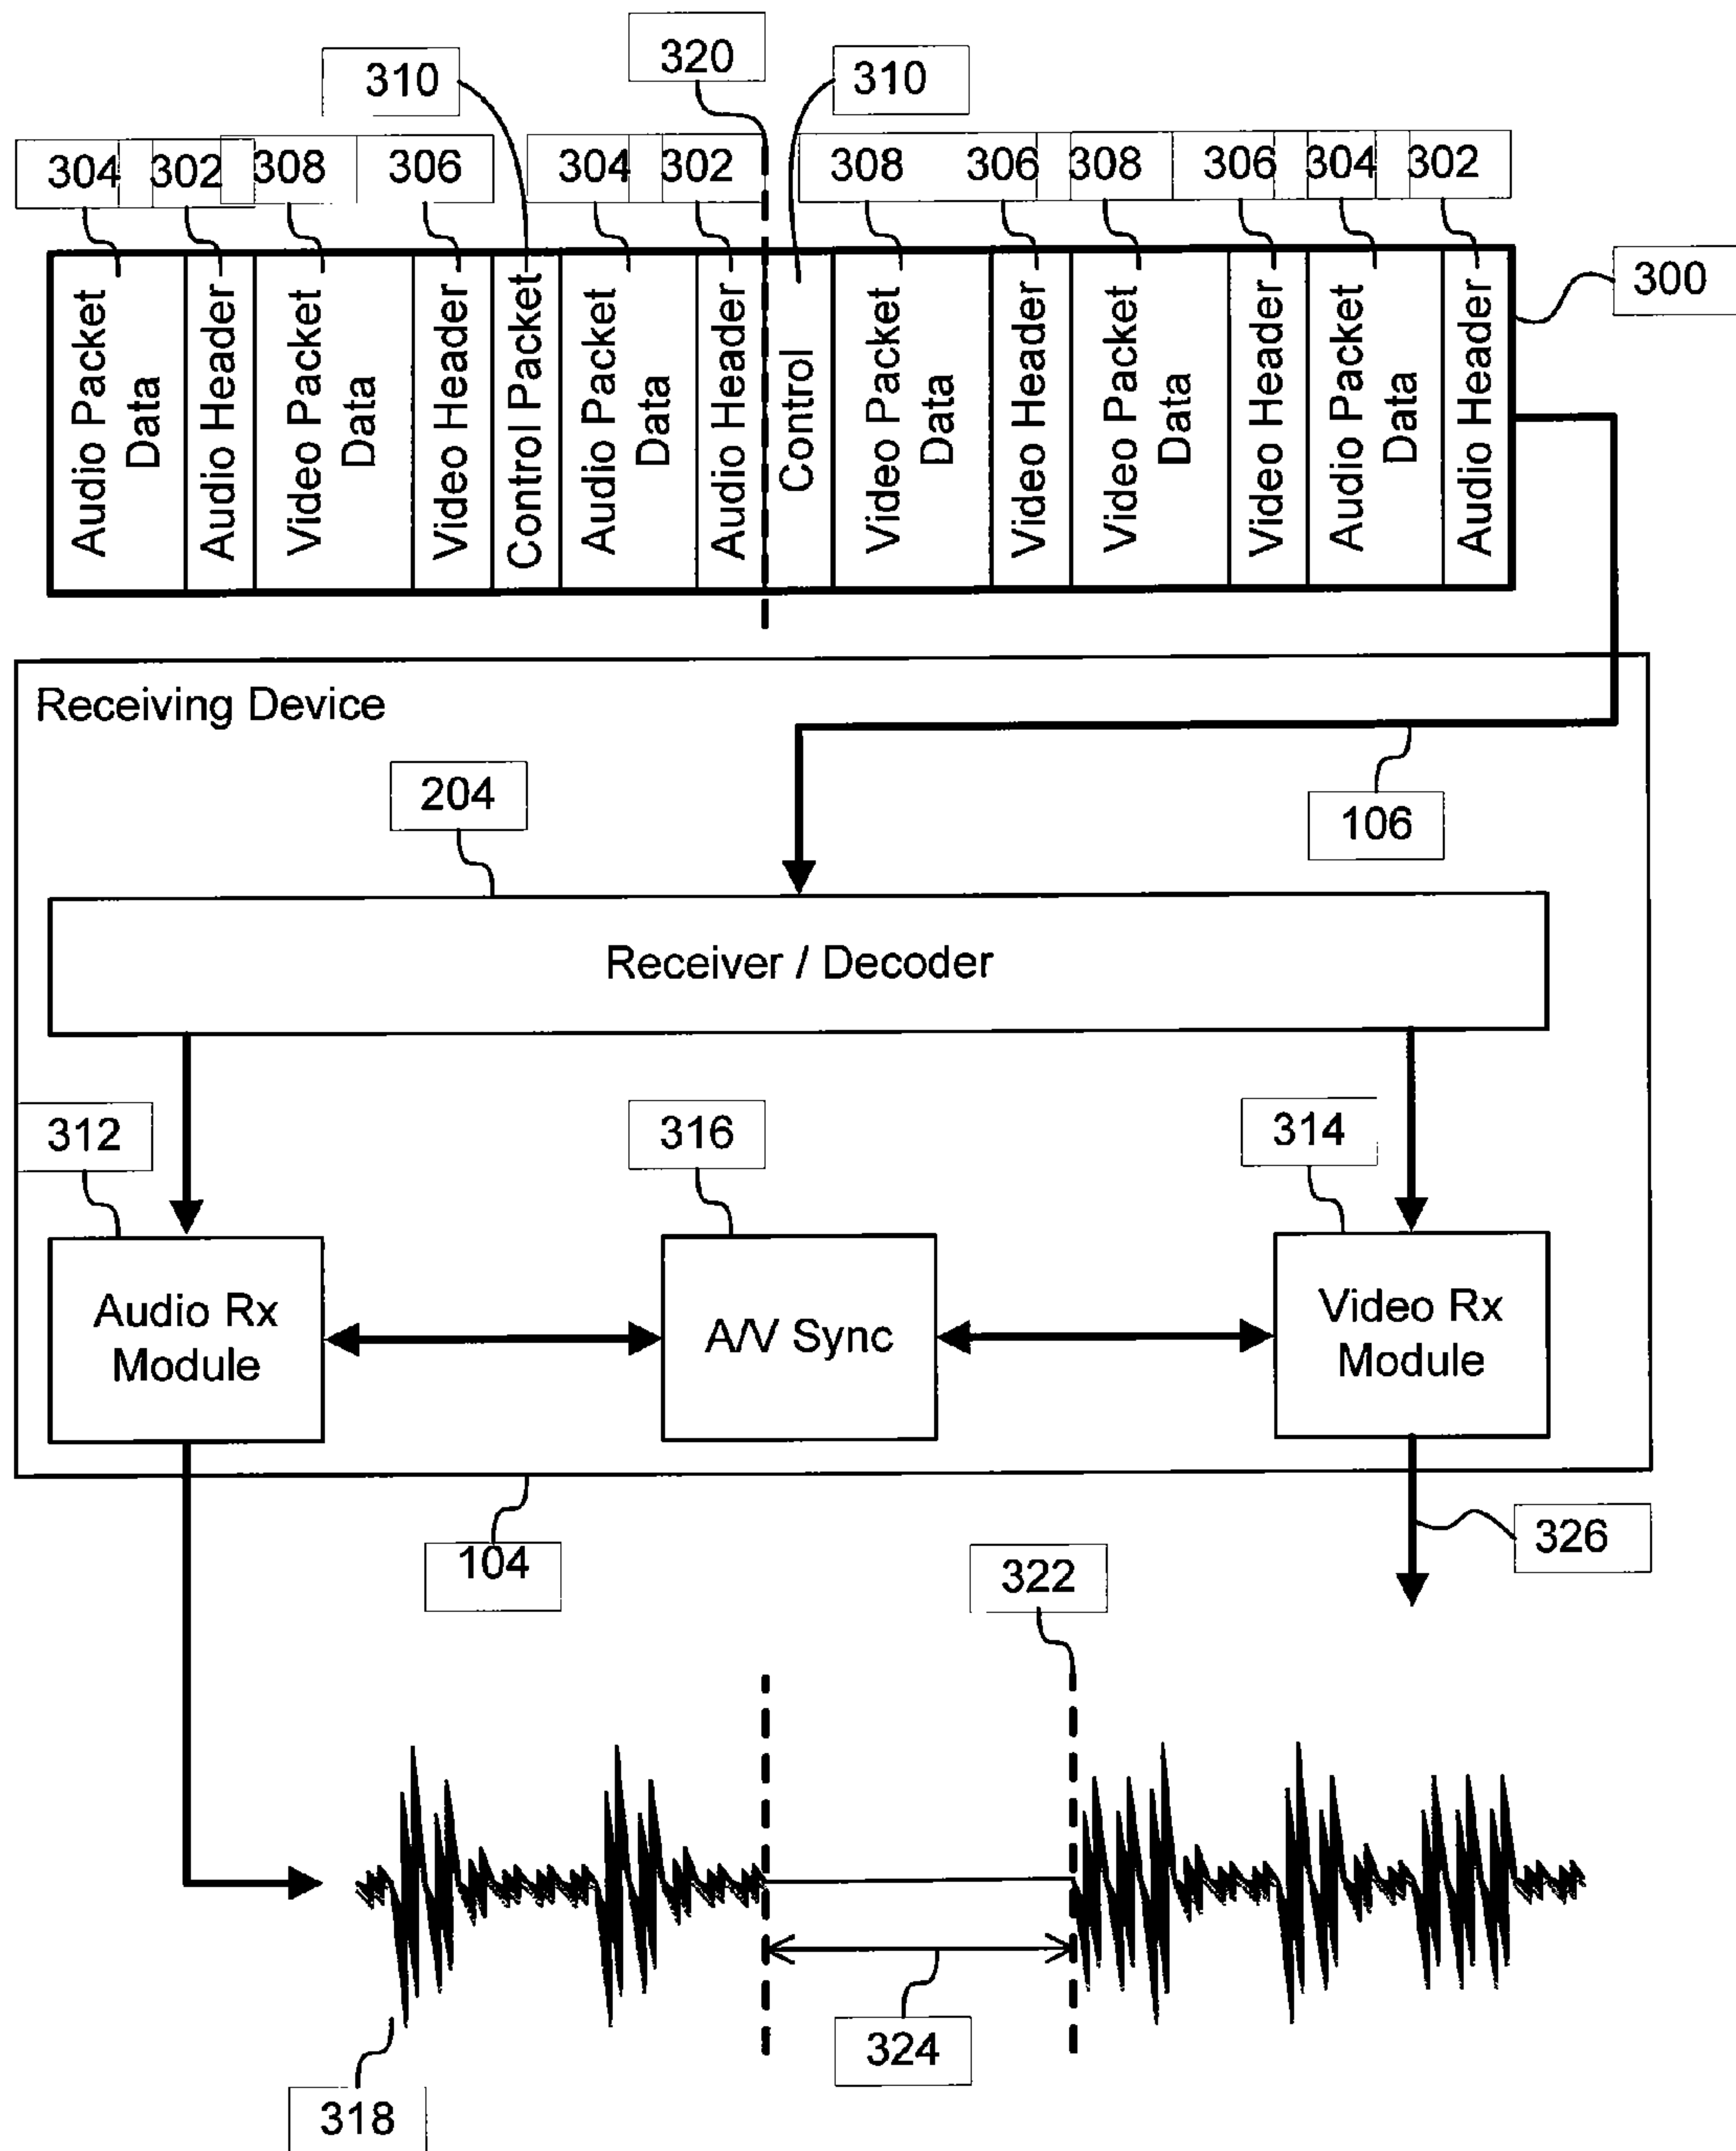 320
310
310
304
302
308
306
304
302
308
306
308
306
304
302
300
Audio Packet
Data
Audio Header
Video Packet
Data
Video Header
Control Packet
Audio Packet
Data
Audio Header
Control
Video Packet
Data
Video Header
Video Packet
Data
Video Header
Audio Packet
Data
Audio Header
Receiving Device
204
106
Receiver / Decoder
312
316
314
Audio Rx
Module
A/V Sync
Video Rx
Module
104
322
326
324
318